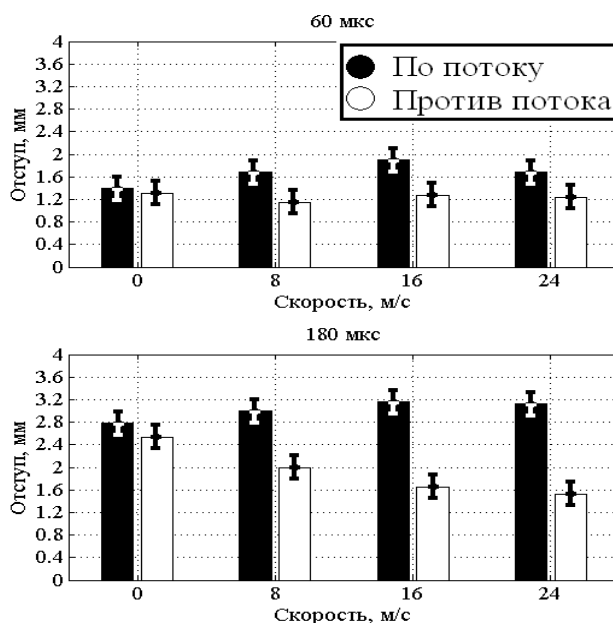 60 мкс
По потоку
Против потока
Отступ, мм
4
3.6
3.2
2.8
2.4
2
1.6
1.2
0.8
0.4
0
0 8 16 24
Скорость, м/с
180 мкс
Отступ, мм
4
3.6
3.2
2.8
2.4
2
1.6
1.2
0.8
0.4
0
0 8 16 24
Скорость, м/с